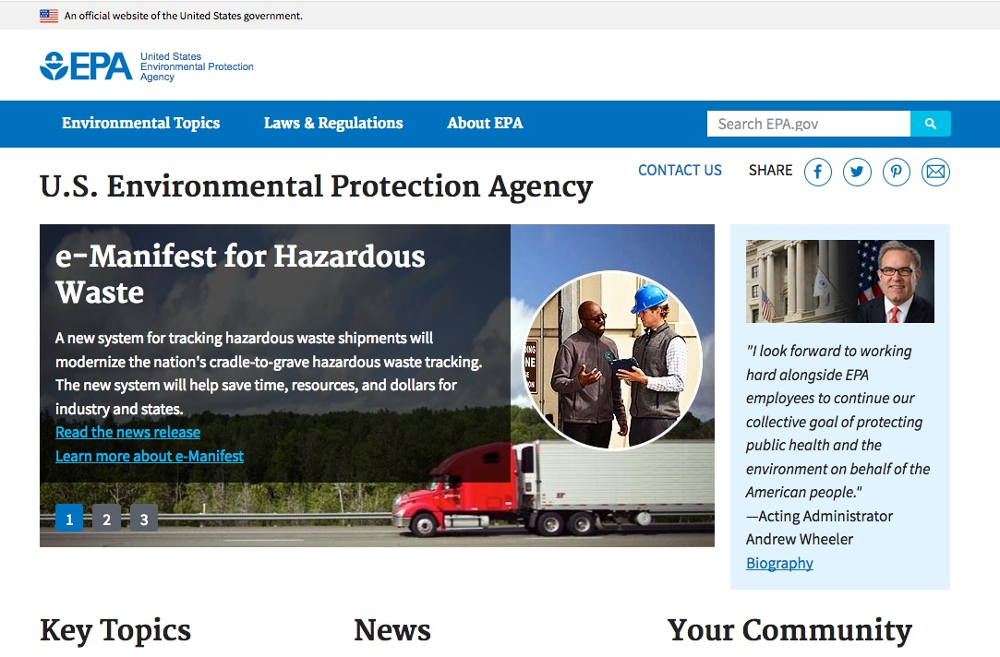 An official website of the United States government.
EPA
United States
Environmental Protection
Agency
Environmental Topics
Laws & Regulations
About EPA
Search EPA.gov
CONTACT US
SHARE
U.S. Environmental Protection Agency
e-Manifest for Hazardous
Waste
A new system for tracking hazardous waste shipments will
modernize the nation's cradle-to-grave hazardous waste tracking.
The new system will help save time, resources, and dollars for
industry and states.
Read the news release
Learn more about e-Manifest
1 2 3
"I look forward to working
hard alongside EPA
employees to continue our
collective goal of protecting
public health and the
environment on behalf of the
American people."
—Acting Administrator
Andrew Wheeler
Biography
Key Topics
News
Your Community